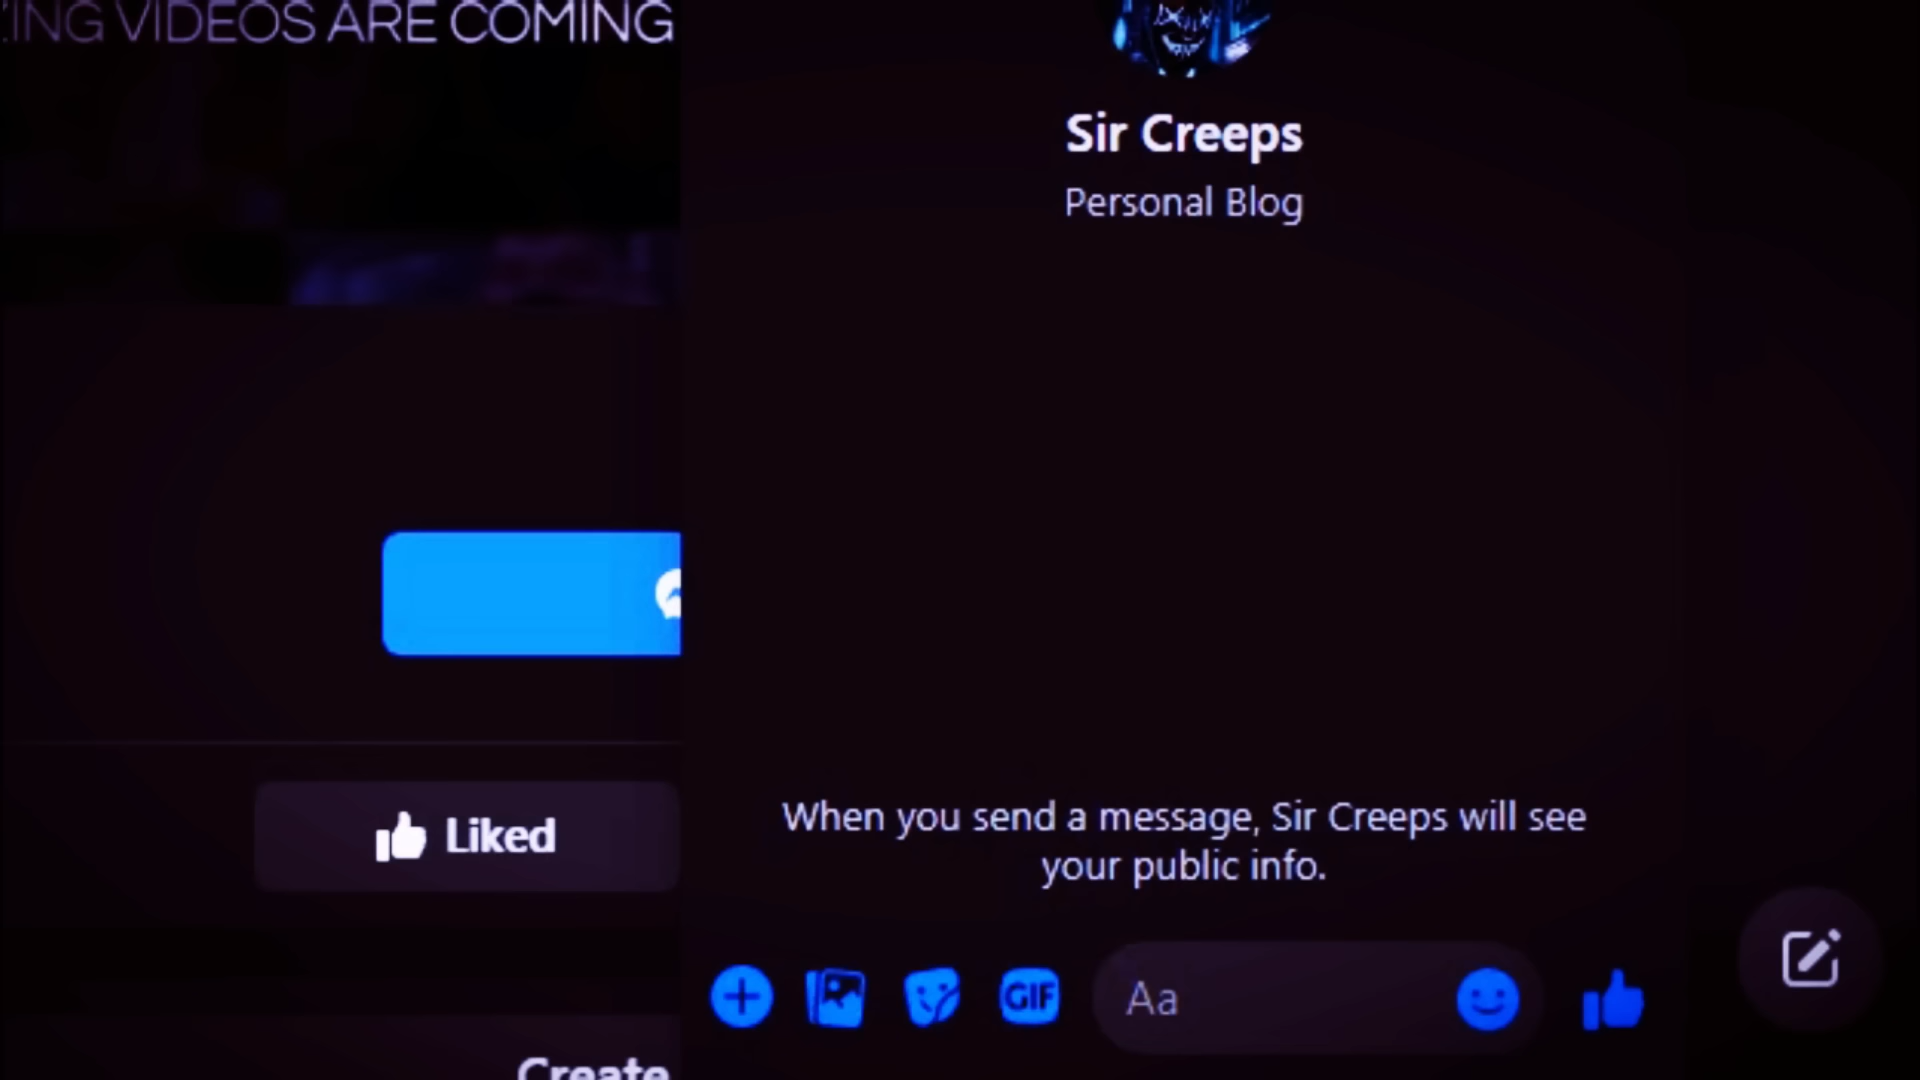 ING VIDEOS ARE COMING
Sir Creeps
Personal Blog
Liked
When you send a message, Sir Creeps will see
your public info.
GIF
Aa
Create